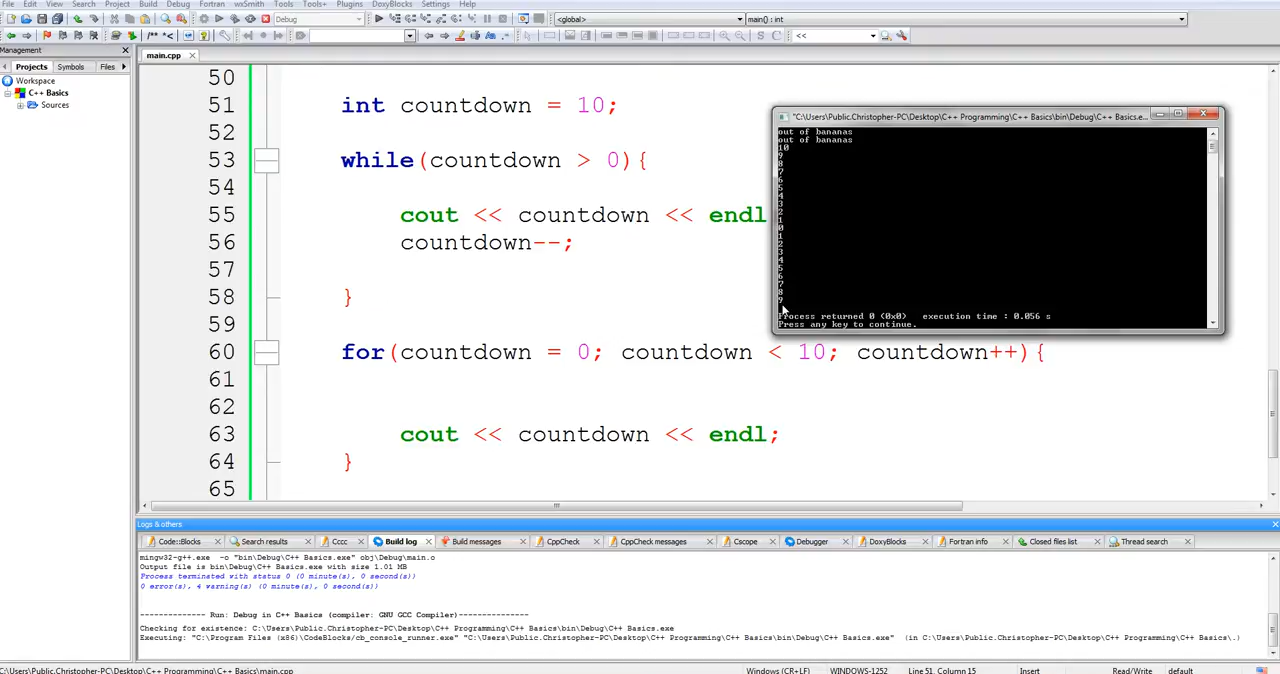 File Edit View Search Project Build Debug Fortran wxSmith Tools Tools+ Plugins DoxyBlocks Settings Help
Debug
<global>
main() : int
<<
Management
Projects Symbols Files
Workspace
C++ Basics
Sources
main.cpp
50
51 int countdown = 10;
52
53 while(countdown > 0){
54
55 cout << countdown << endl
56 countdown--;
57
58 }
59
60 for(countdown = 0; countdown < 10; countdown++){
61
62
63 cout << countdown << endl;
64 }
65
"C:\Users\Public.Christopher-PC\Desktop\C++ Programming\C++ Basics\bin\Debug\C++ Basics.e...
out of bananas
out of bananas
10
9
8
7
6
5
4
3
2
1
0
1
2
3
4
5
6
7
8
9
Process returned 0 (0x0) execution time : 0.056 s
Press any key to continue.
Logs & others
Code::Blocks Search results Cccc Build log Build messages CppCheck CppCheck messages Cscope Debugger DoxyBlocks Fortran info Closed files list Thread search
mingw32-g++.exe -o "bin\Debug\C++ Basics.exe" obj\Debug\main.o
Output file is bin\Debug\C++ Basics.exe with size 1.01 MB
Process terminated with status 0 (0 minute(s), 0 second(s))
0 error(s), 4 warning(s) (0 minute(s), 0 second(s))
-------------- Run: Debug in C++ Basics (compiler: GNU GCC Compiler)---------------
Checking for existence: C:\Users\Public.Christopher-PC\Desktop\C++ Programming\C++ Basics\bin\Debug\C++ Basics.exe
Executing: "C:\Program Files (x86)\CodeBlocks/cb_console_runner.exe" "C:\Users\Public.Christopher-PC\Desktop\C++ Programming\C++ Basics\bin\Debug\C++ Basics.exe" (in C:\Users\Public.Christopher-PC\Desktop\C++ Programming\C++ Basics\.)
C:\Users\Public.Christopher-PC\Desktop\C++ Programming\C++ Basics\main.cpp
Windows (CR+LF) WINDOWS-1252 Line 51, Column 15 Insert Read/Write default